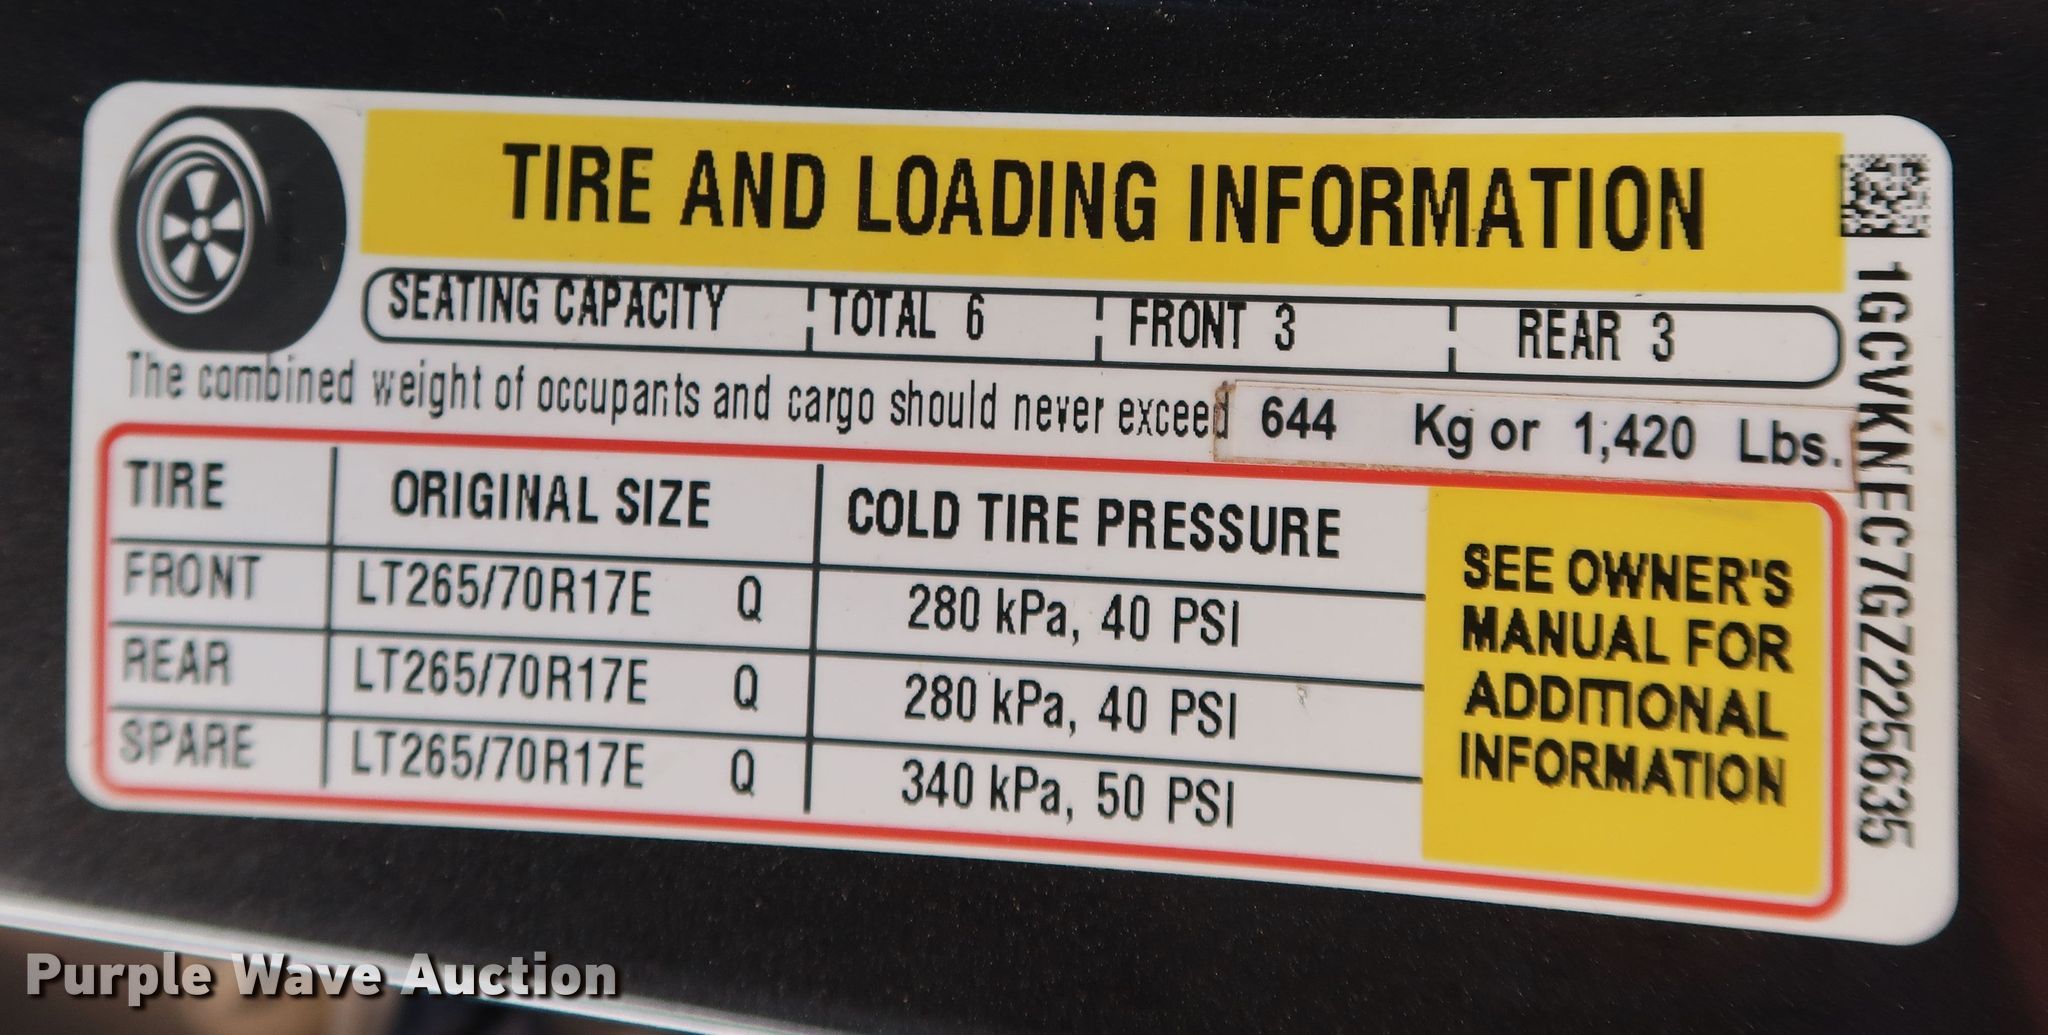 TIRE AND LOADING INFORMATION
SEATING CAPACITY TOTAL 6 FRONT 3 REAR 3
The combined weight of occupants and cargo should never exceed 644 Kg or 1,420 Lbs.
TIRE ORIGINAL SIZE COLD TIRE PRESSURE
FRONT LT265/70R17E Q 280 kPa, 40 PSI
REAR LT265/70R17E Q 280 kPa, 40 PSI
SPARE LT265/70R17E Q 340 kPa, 50 PSI
SEE OWNER'S
MANUAL FOR
ADDITIONAL
INFORMATION
1GCVKNEC7GZ225635
Purple Wave Auction